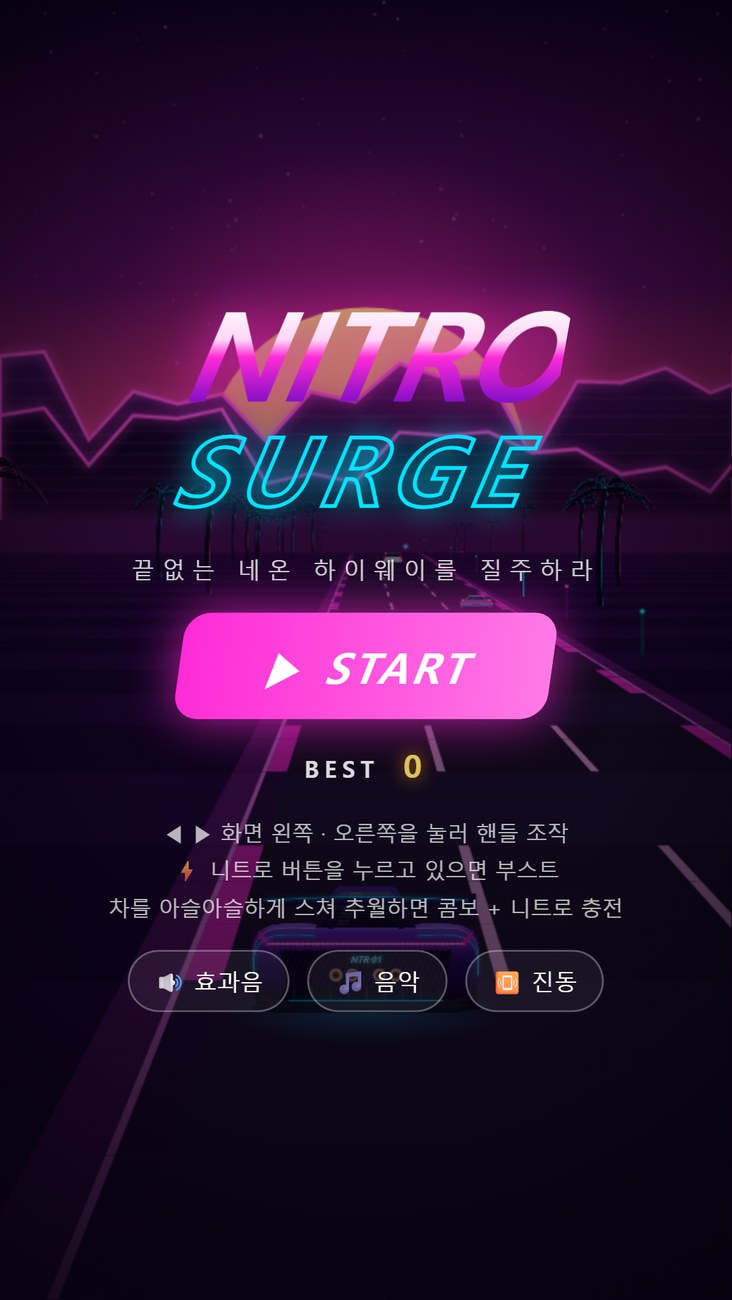 NITRO
SURGE
끝없는 네온 하이웨이를 질주하라
▶ START
BEST 0
◀ ▶ 화면 왼쪽 · 오른쪽을 눌러 핸들 조작
⚡ 니트로 버튼을 누르고 있으면 부스트
차를 아슬아슬하게 스쳐 추월하면 콤보 + 니트로 충전
NTR·01
🔊 효과음 🎵 음악 📳 진동